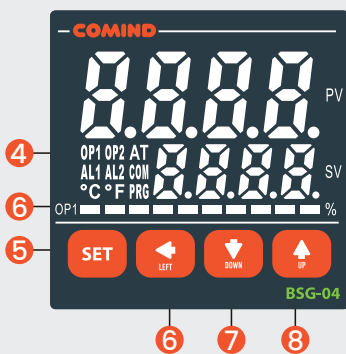 COMIND
8.8.8.8 PV
4 OP1 OP2 AT
AL1 AL2 COM 8.8.8.8 SV
°C °F PRG
6 OP1 %
5 SET LEFT DOWN UP
BSG-04
6 7 8